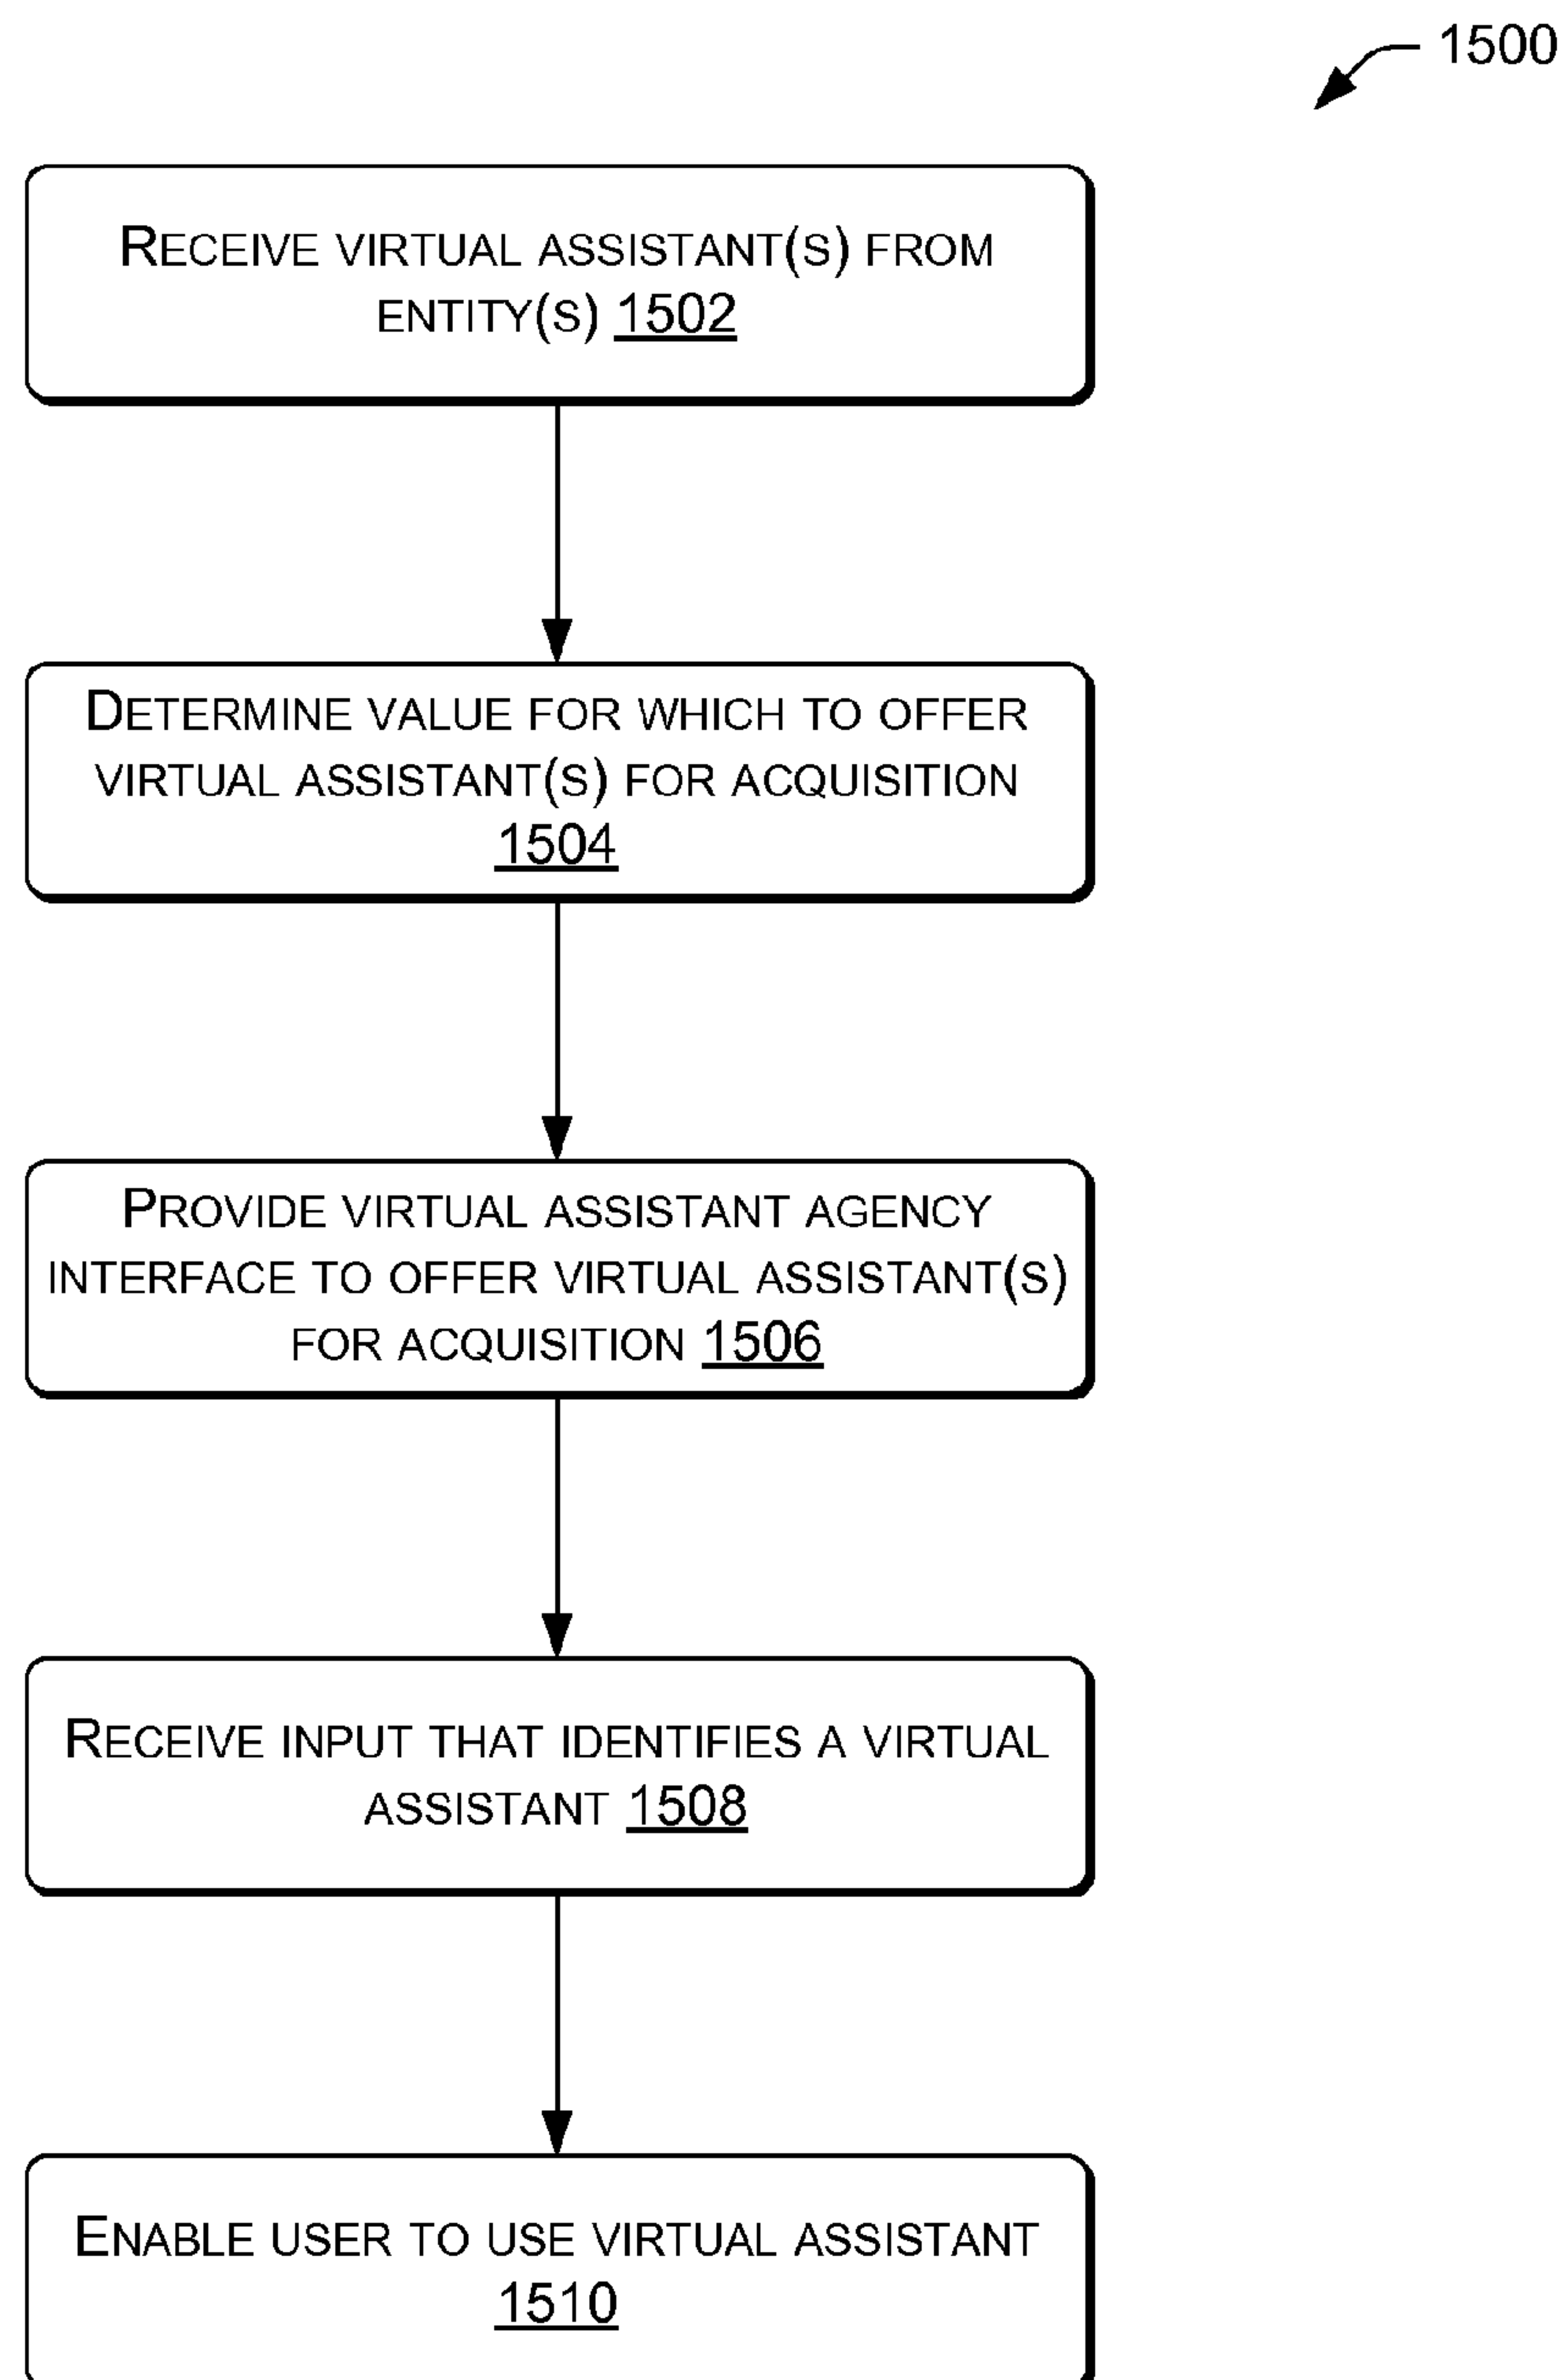 1500
RECEIVE VIRTUAL ASSISTANT(S) FROM
ENTITY(S) 1502
DETERMINE VALUE FOR WHICH TO OFFER
VIRTUAL ASSISTANT(S) FOR ACQUISITION
1504
PROVIDE VIRTUAL ASSISTANT AGENCY
INTERFACE TO OFFER VIRTUAL ASSISTANT(S)
FOR ACQUISITION 1506
RECEIVE INPUT THAT IDENTIFIES A VIRTUAL
ASSISTANT 1508
ENABLE USER TO USE VIRTUAL ASSISTANT
1510